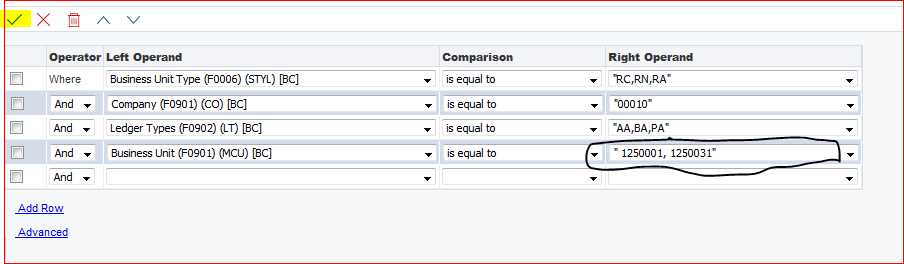 Operator Left Operand Comparison Right Operand
Where Business Unit Type (F0006) (STYL) [BC] is equal to "RC,RN,RA"
And Company (F0901) (CO) [BC] is equal to "00010"
And Ledger Types (F0902) (LT) [BC] is equal to "AA,BA,PA"
And Business Unit (F0901) (MCU) [BC] is equal to " 1250001, 1250031"
And
Add Row
Advanced